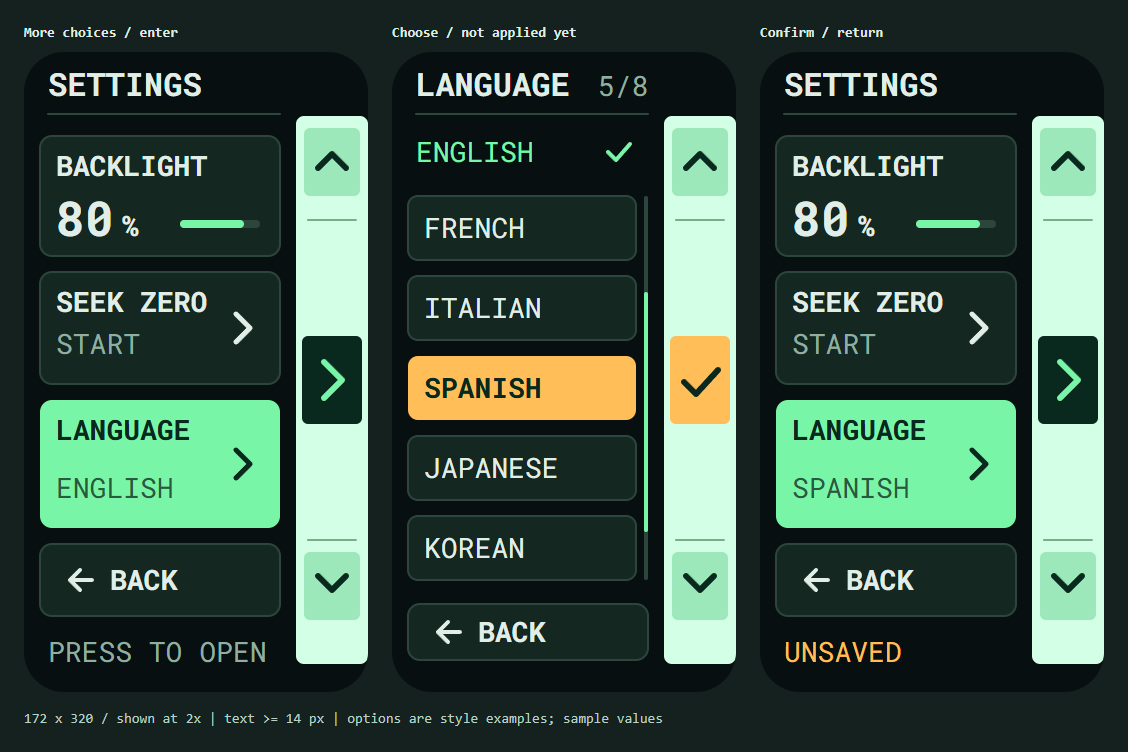 More choices / enter
SETTINGS
BACKLIGHT
80 %
SEEK ZERO
START
LANGUAGE
ENGLISH
BACK
PRESS TO OPEN
Choose / not applied yet
LANGUAGE 5/8
ENGLISH
FRENCH
ITALIAN
SPANISH
JAPANESE
KOREAN
BACK
Confirm / return
SETTINGS
BACKLIGHT
80 %
SEEK ZERO
START
LANGUAGE
SPANISH
BACK
UNSAVED
172 x 320 / shown at 2x | text >= 14 px | options are style examples; sample values